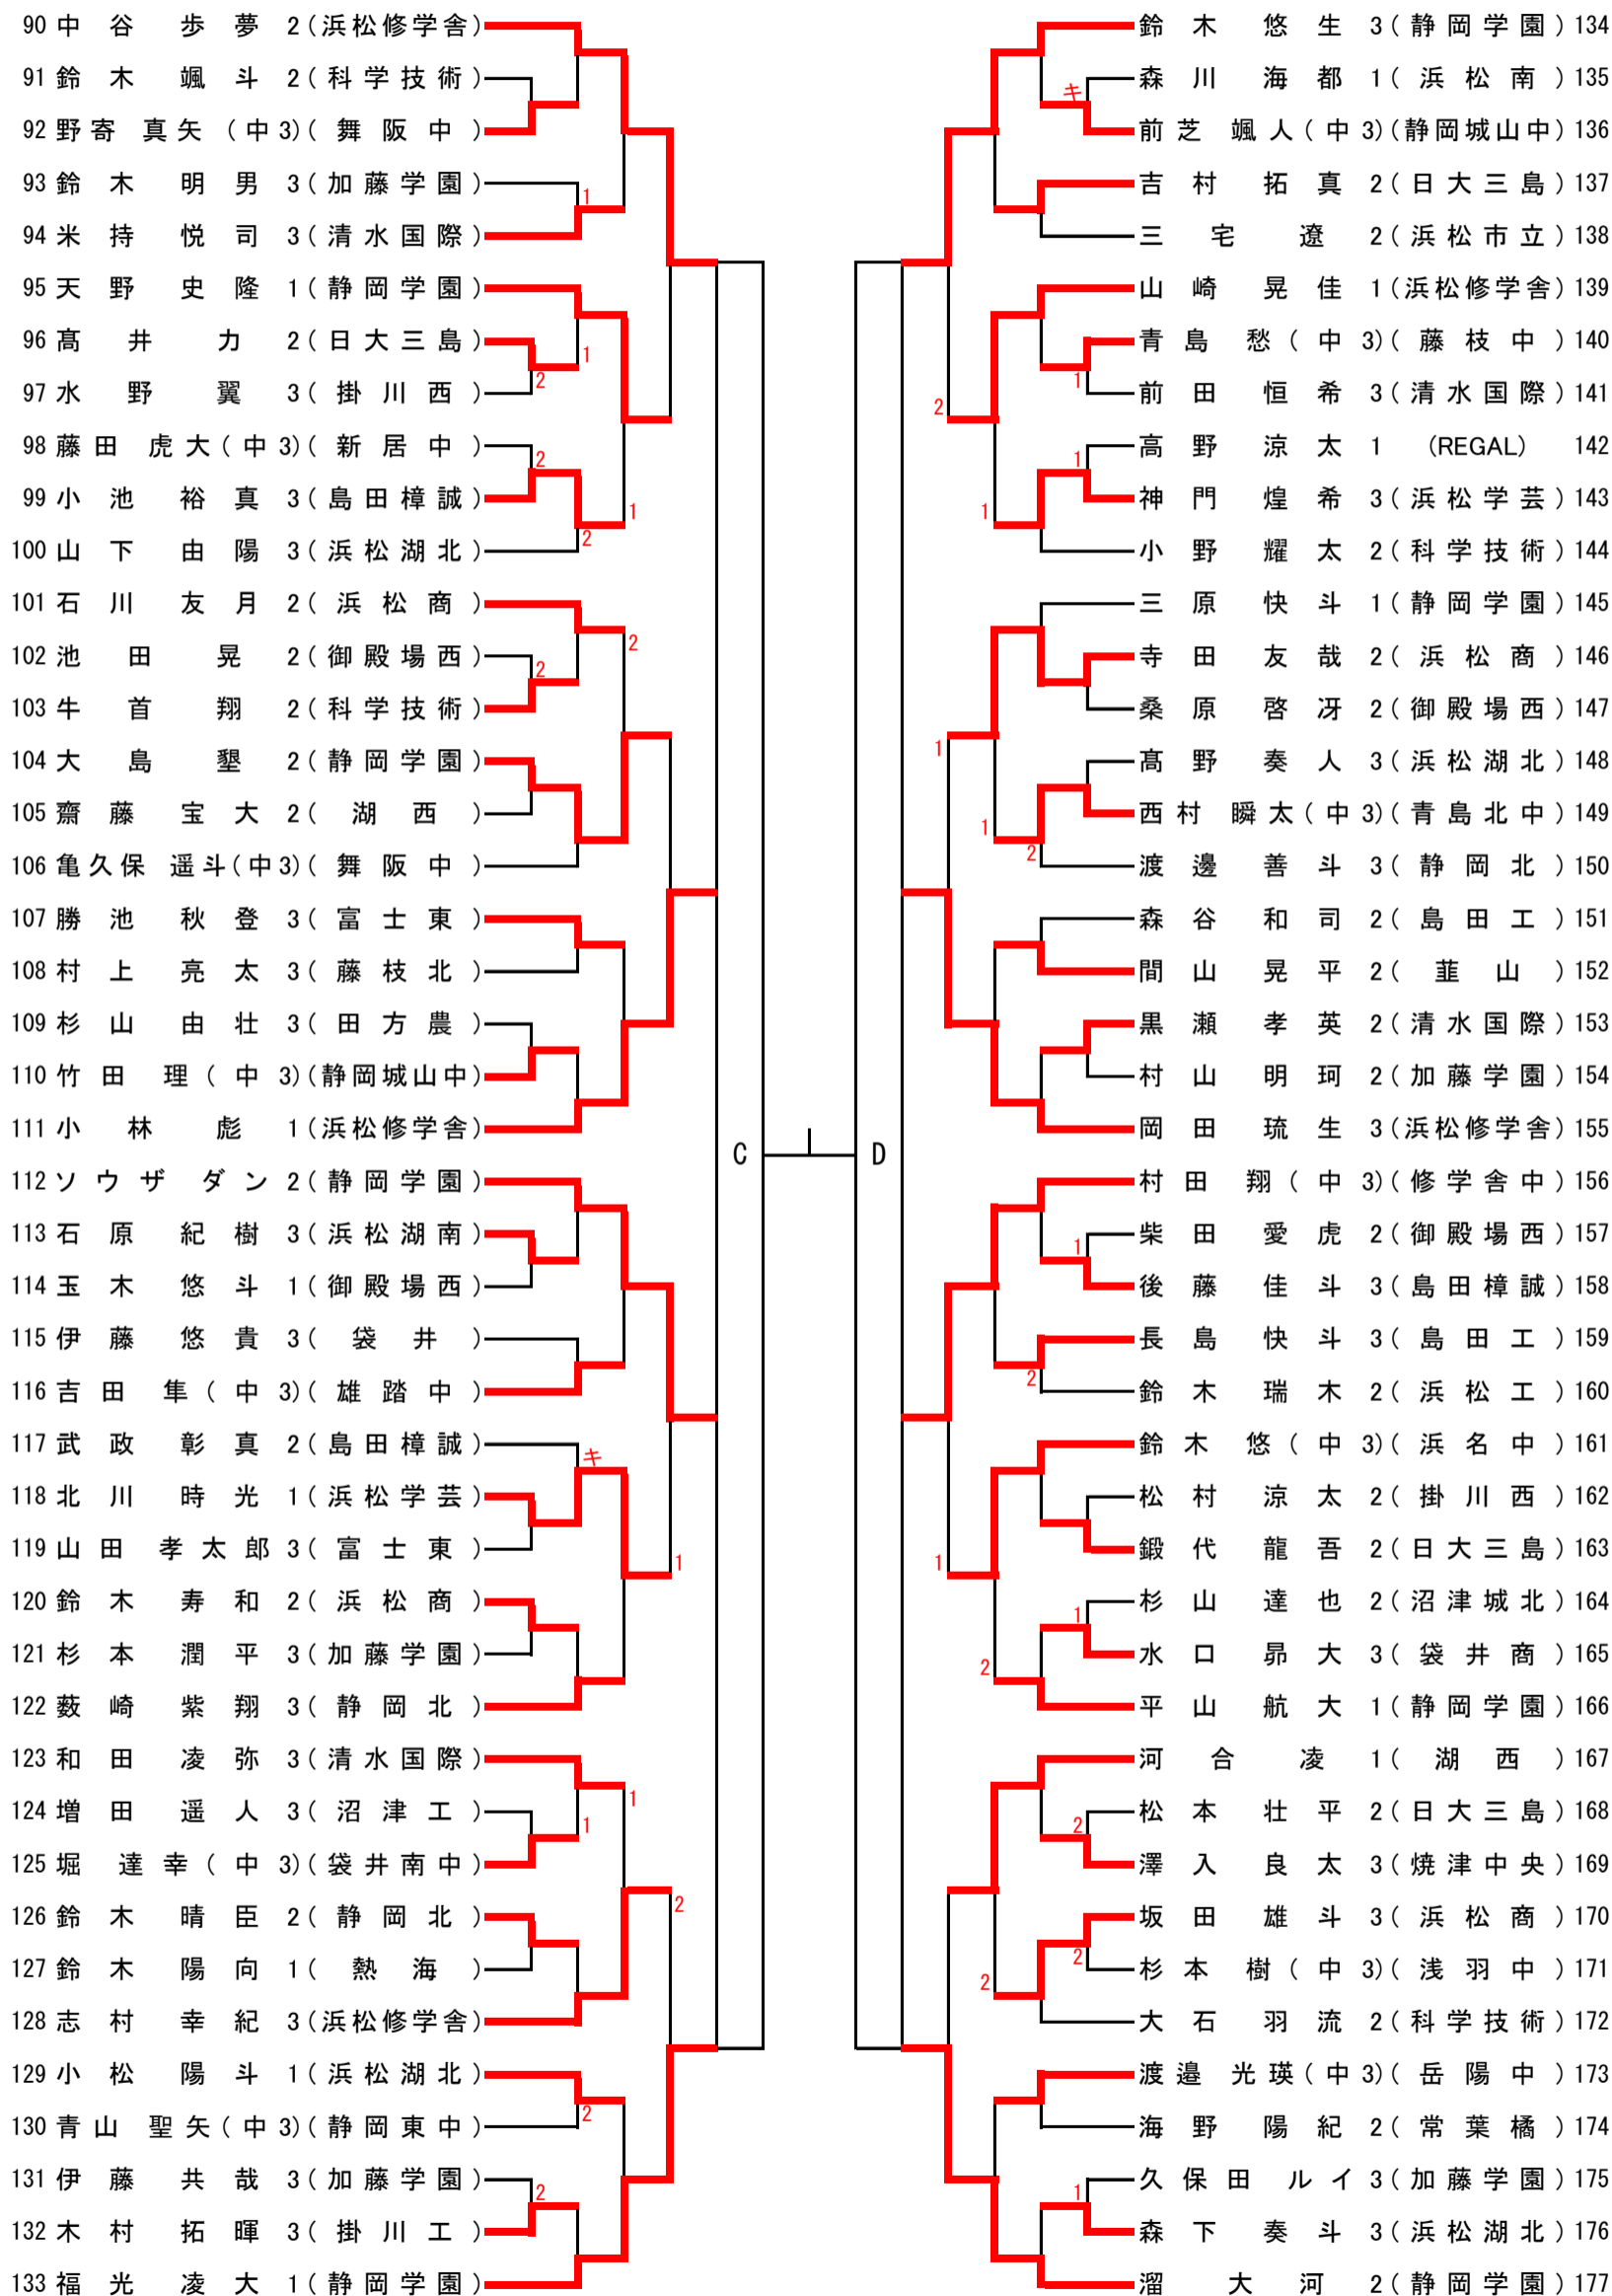 90 中谷 歩夢 2(浜松修学舎)
91 鈴木 颯斗 2(科学技術)
92 野寄 真矢(中3)(舞阪中)
93 鈴木 明男 3(加藤学園)
1
94 米持 悦司 3(清水国際)
95 天野 史隆 1(静岡学園)
96 髙井 力 2(日大三島)
1
2
97 水野 翼 3(掛川西)
98 藤田 虎大(中3)(新居中)
2
99 小池 裕真 3(島田樟誠)
1
2
100 山下 由陽 3(浜松湖北)
101 石川 友月 2(浜松商)
2
102 池田 晃 2(御殿場西)
2
103 牛首 翔 2(科学技術)
104 大島 塁 2(静岡学園)
105 齋藤 宝大 2(湖西)
106 亀久保 遥斗(中3)(舞阪中)
107 勝池 秋登 3(富士東)
108 村上 亮太 3(藤枝北)
109 杉山 由壮 3(田方農)
110 竹田 理(中3)(静岡城山中)
111 小林 彪 1(浜松修学舎)
112 ソウザ ダン 2(静岡学園)
113 石原 紀樹 3(浜松湖南)
114 玉木 悠斗 1(御殿場西)
115 伊藤 悠貴 3(袋井)
116 吉田 隼(中3)(雄踏中)
117 武政 彰真 2(島田樟誠)
キ
118 北川 時光 1(浜松学芸)
119 山田 孝太郎 3(富士東)
1
120 鈴木 寿和 2(浜松商)
121 杉本 潤平 3(加藤学園)
122 薮崎 紫翔 3(静岡北)
123 和田 凌弥 3(清水国際)
1
124 増田 遥人 3(沼津工)
1
125 堀 達幸(中3)(袋井南中)
2
126 鈴木 晴臣 2(静岡北)
127 鈴木 陽向 1(熱海)
128 志村 幸紀 3(浜松修学舎)
129 小松 陽斗 1(浜松湖北)
2
130 青山 聖矢(中3)(静岡東中)
131 伊藤 共哉 3(加藤学園)
2
132 木村 拓暉 3(掛川工)
133 福光 凌大 1(静岡学園)
C
D
鈴木 悠生 3(静岡学園)134
森川 海都 1(浜松南)135
キ
前芝 颯人(中3)(静岡城山中)136
吉村 拓真 2(日大三島)137
三宅 遼 2(浜松市立)138
山崎 晃佳 1(浜松修学舎)139
青島 愁(中3)(藤枝中)140
1
前田 恒希 3(清水国際)141
2
高野 涼太 1 (REGAL) 142
1
神門 煌希 3(浜松学芸)143
1
小野 耀太 2(科学技術)144
三原 快斗 1(静岡学園)145
寺田 友哉 2(浜松商)146
桑原 啓冴 2(御殿場西)147
1
髙野 奏人 3(浜松湖北)148
西村 瞬太(中3)(青島北中)149
1
2
渡邊 善斗 3(静岡北)150
森谷 和司 2(島田工)151
間山 晃平 2(韮山)152
黒瀬 孝英 2(清水国際)153
村山 明珂 2(加藤学園)154
岡田 琉生 3(浜松修学舎)155
村田 翔(中3)(修学舎中)156
柴田 愛虎 2(御殿場西)157
1
後藤 佳斗 3(島田樟誠)158
長島 快斗 3(島田工)159
2
鈴木 瑞木 2(浜松工)160
鈴木 悠(中3)(浜名中)161
松村 涼太 2(掛川西)162
鍛代 龍吾 2(日大三島)163
1
杉山 達也 2(沼津城北)164
1
水口 昴大 3(袋井商)165
2
平山 航大 1(静岡学園)166
河合 凌 1(湖西)167
松本 壮平 2(日大三島)168
2
澤入 良太 3(焼津中央)169
坂田 雄斗 3(浜松商)170
2
杉本 樹(中3)(浅羽中)171
2
大石 羽流 2(科学技術)172
渡邉 光瑛(中3)(岳陽中)173
海野 陽紀 2(常葉橘)174
久保田 ルイ 3(加藤学園)175
1
森下 奏斗 3(浜松湖北)176
溜 大河 2(静岡学園)177